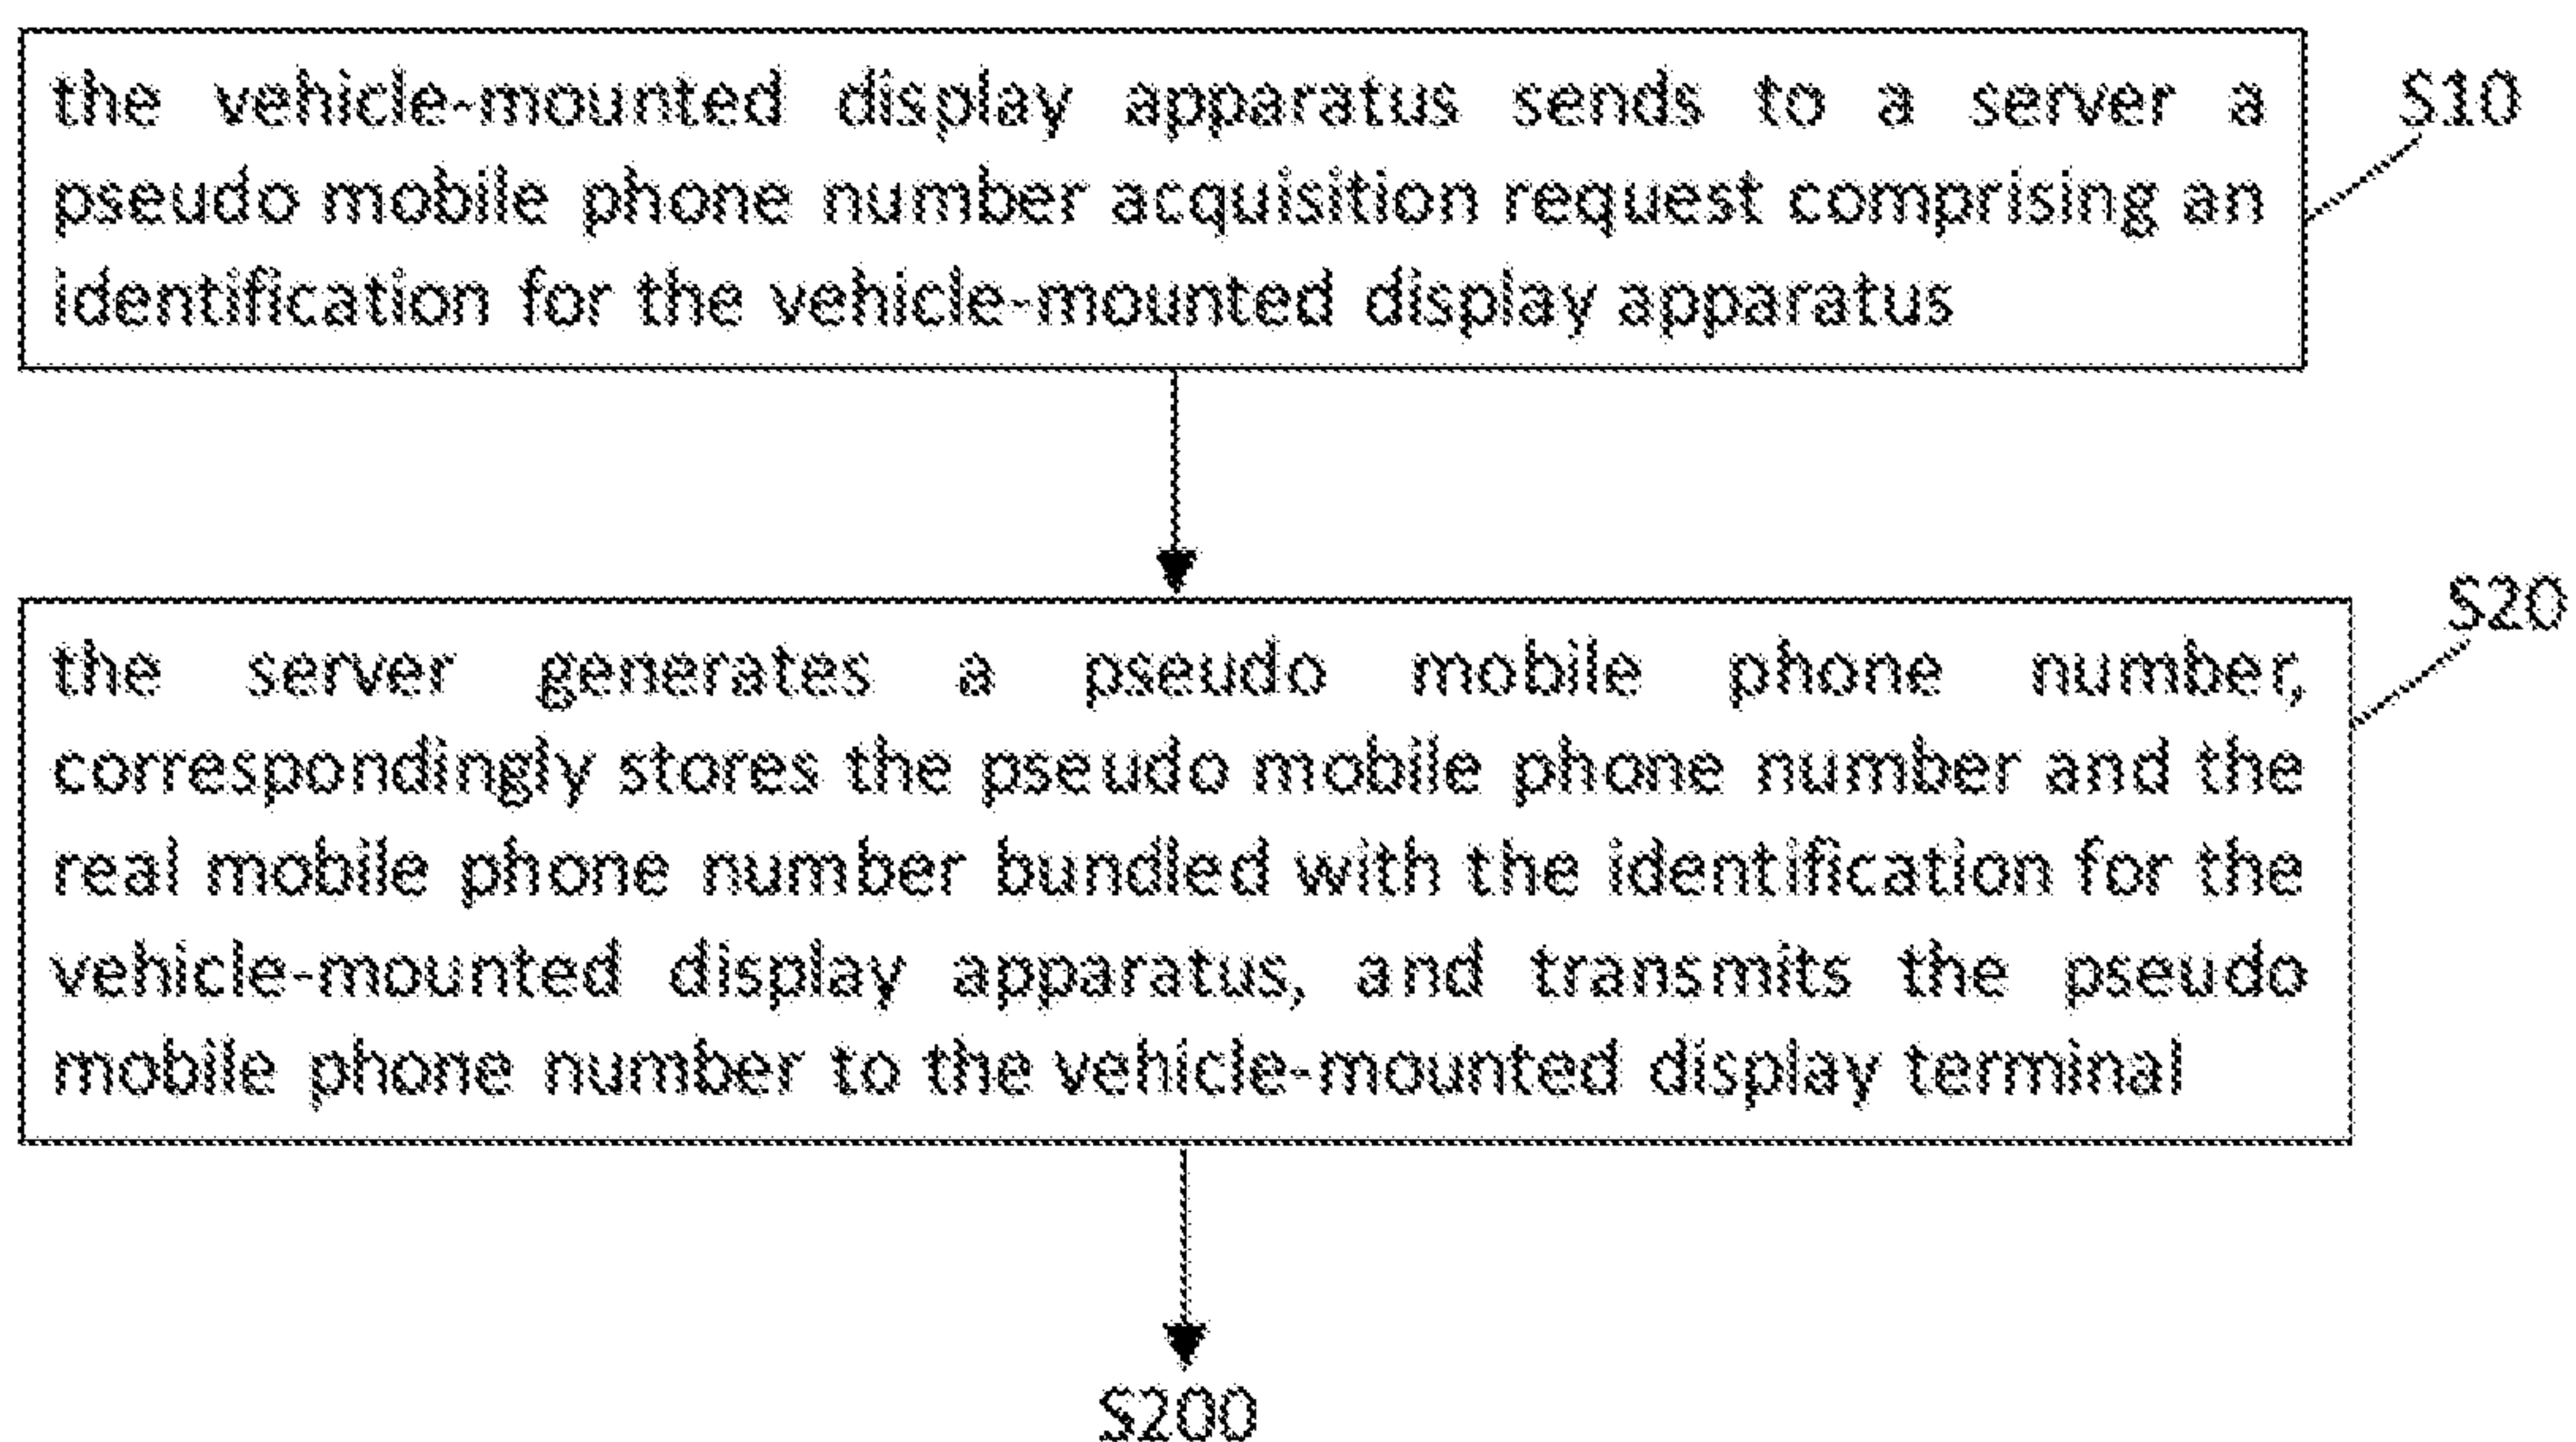 the vehicle-mounted display apparatus sends to a server a
pseudo mobile phone number acquisition request comprising an
identification for the vehicle-mounted display apparatus
S10
the server generates a pseudo mobile phone number,
correspondingly stores the pseudo mobile phone number and the
real mobile phone number bundled with the identification for the
vehicle-mounted display apparatus, and transmits the pseudo
mobile phone number to the vehicle-mounted display terminal
S20
S200